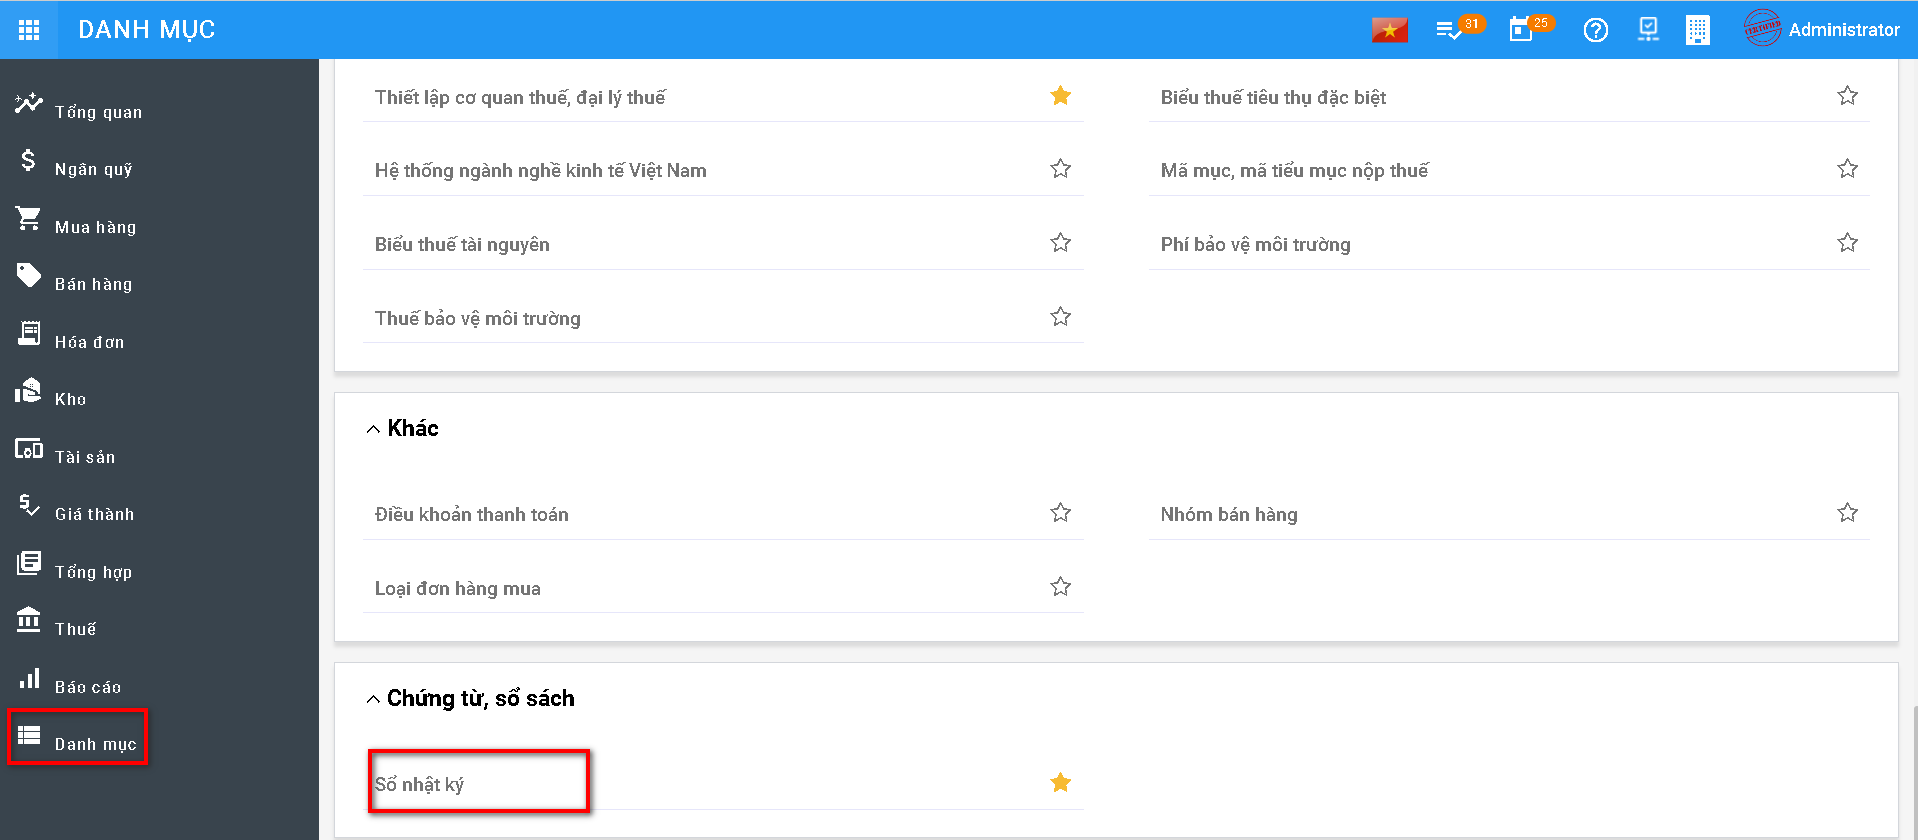 DANH MỤC
31
25
CERTIFIED
Administrator
Tổng quan
Ngân quỹ
Mua hàng
Bán hàng
Hóa đơn
Kho
Tài sản
Giá thành
Tổng hợp
Thuế
Báo cáo
Danh mục
Thiết lập cơ quan thuế, đại lý thuế
Biểu thuế tiêu thụ đặc biệt
Hệ thống ngành nghề kinh tế Việt Nam
Mã mục, mã tiểu mục nộp thuế
Biểu thuế tài nguyên
Phí bảo vệ môi trường
Thuế bảo vệ môi trường
Khác
Điều khoản thanh toán
Nhóm bán hàng
Loại đơn hàng mua
Chứng từ, sổ sách
Sổ nhật ký